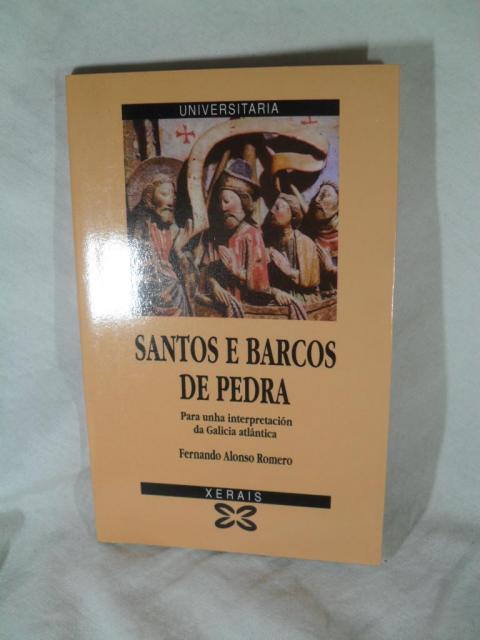 UNIVERSITARIA
SANTOS E BARCOS
DE PEDRA
Para unha interpretación
da Galicia atlántica
Fernando Alonso Romero
XERAIS